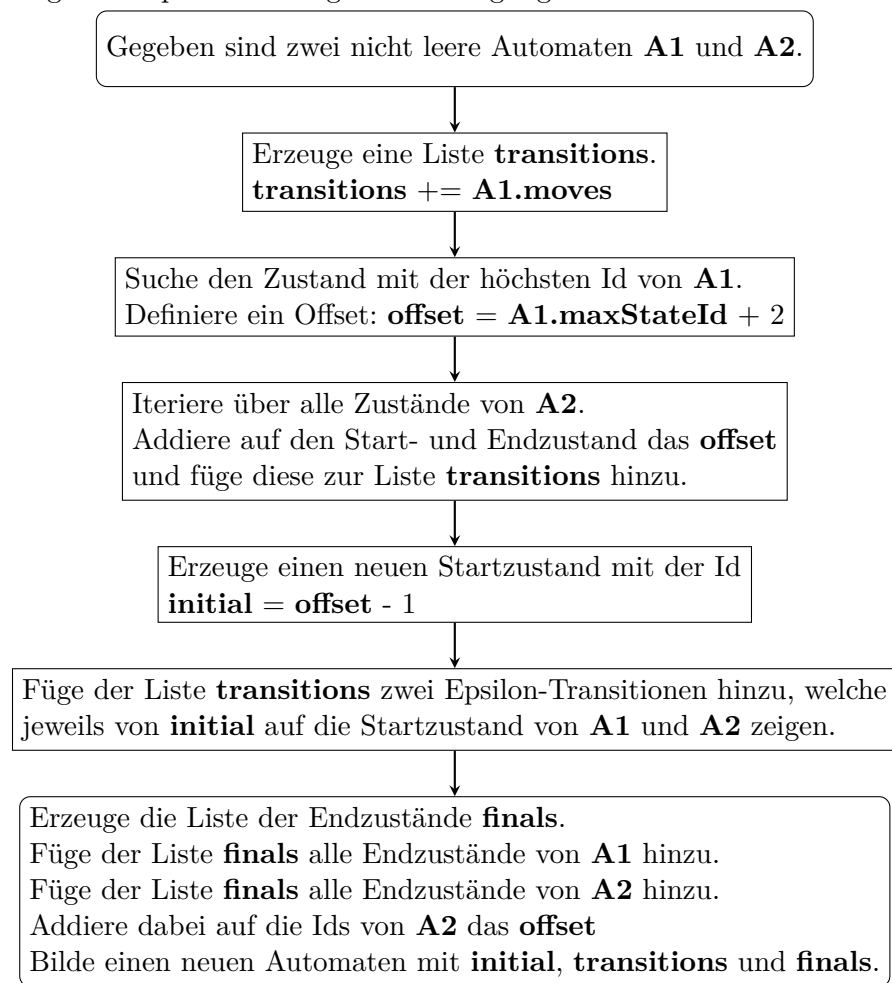 Gegeben sind zwei nicht leere Automaten A1 und A2.
Erzeuge eine Liste transitions.
transitions += A1.moves
Suche den Zustand mit der höchsten Id von A1.
Definiere ein Offset: offset = A1.maxStateId + 2
Iteriere über alle Zustände von A2.
Addiere auf den Start- und Endzustand das offset
und füge diese zur Liste transitions hinzu.
Erzeuge einen neuen Startzustand mit der Id
initial = offset - 1
Füge der Liste transitions zwei Epsilon-Transitionen hinzu, welche
jeweils von initial auf die Startzustand von A1 und A2 zeigen.
Erzeuge die Liste der Endzustände finals.
Füge der Liste finals alle Endzustände von A1 hinzu.
Füge der Liste finals alle Endzustände von A2 hinzu.
Addiere dabei auf die Ids von A2 das offset
Bilde einen neuen Automaten mit initial, transitions und finals.